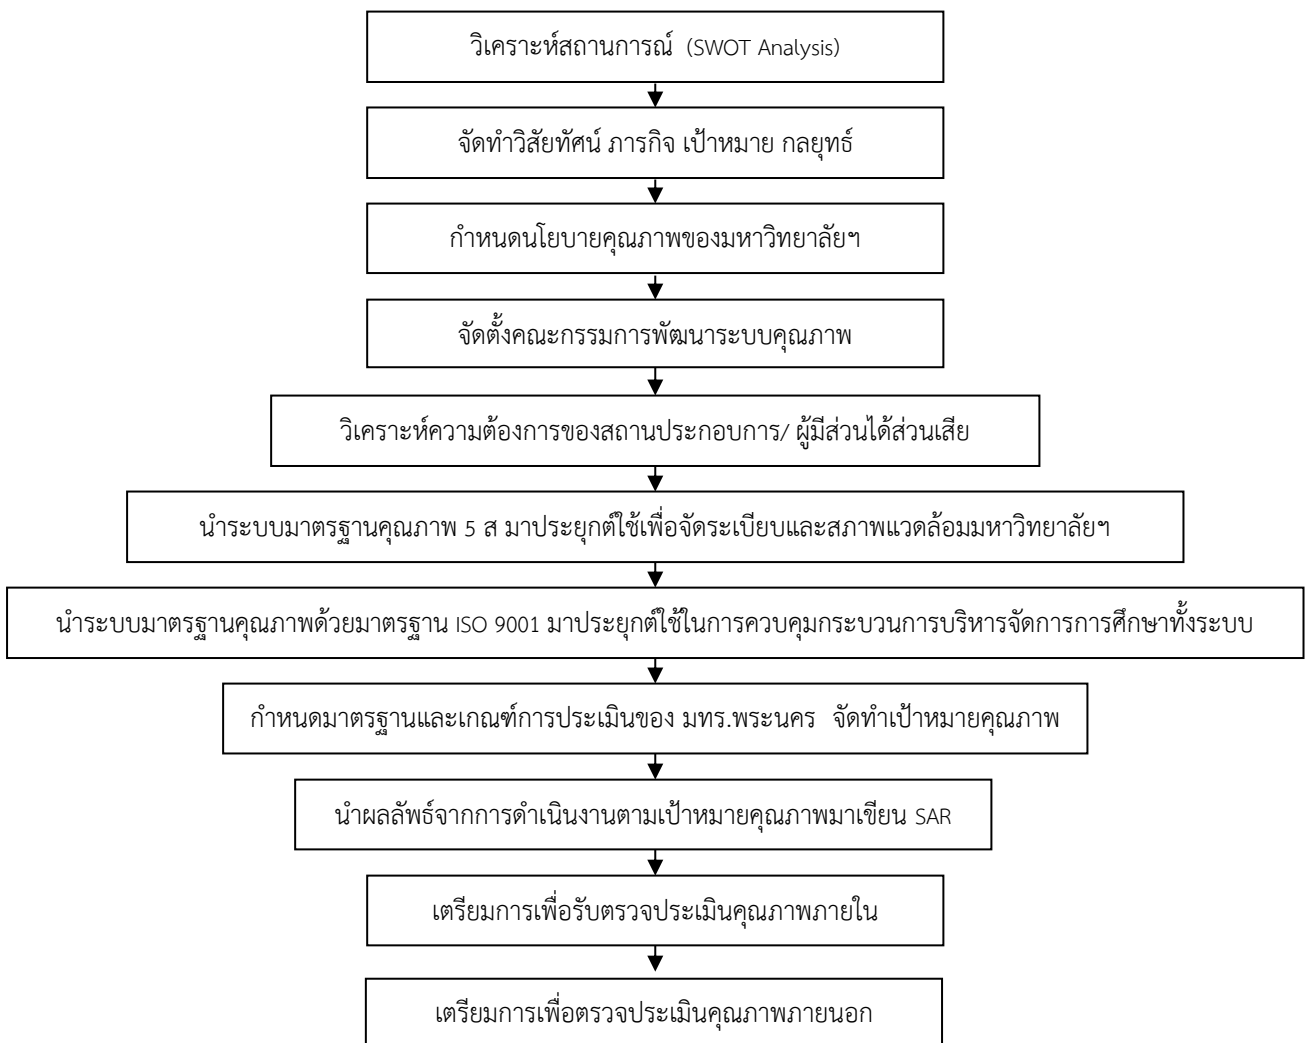 วิเคราะห์สถานการณ์ (SWOT Analysis)
จัดทำวิสัยทัศน์ ภารกิจ เป้าหมาย กลยุทธ์
กำหนดนโยบายคุณภาพของมหาวิทยาลัยฯ
จัดตั้งคณะกรรมการพัฒนาระบบคุณภาพ
วิเคราะห์ความต้องการของสถานประกอบการ/ ผู้มีส่วนได้ส่วนเสีย
นำระบบมาตรฐานคุณภาพ 5 ส มาประยุกต์ใช้เพื่อจัดระเบียบและสภาพแวดล้อมมหาวิทยาลัยฯ
นำระบบมาตรฐานคุณภาพด้วยมาตรฐาน ISO 9001 มาประยุกต์ใช้ในการควบคุมกระบวนการบริหารจัดการการศึกษาทั้งระบบ
กำหนดมาตรฐานและเกณฑ์การประเมินของ มทร.พระนคร จัดทำเป้าหมายคุณภาพ
นำผลลัพธ์จากการดำเนินงานตามเป้าหมายคุณภาพมาเขียน SAR
เตรียมการเพื่อรับตรวจประเมินคุณภาพภายใน
เตรียมการเพื่อตรวจประเมินคุณภาพภายนอก